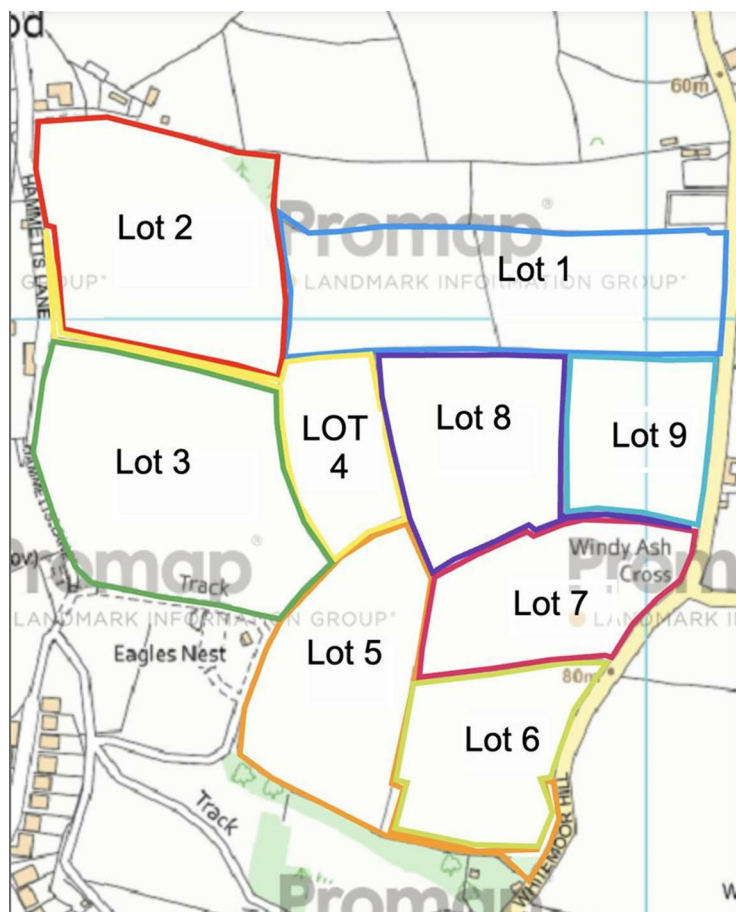 od
60m
HAMMETTS LANE
Lot 2
Promap®
Lot 1
GROUP®
LANDMARK INFORMATION GROUP®
LOT
4
Lot 8
Lot 9
Lot 3
Promap®
Track
Windy Ash
Cross
Prom
LANDMARK INFORMATION GROUP®
Lot 7
LANDMARK I
Eagles Nest
Lot 5
80m
Lot 6
Track
WHITEMOOR HILL
Promap
W